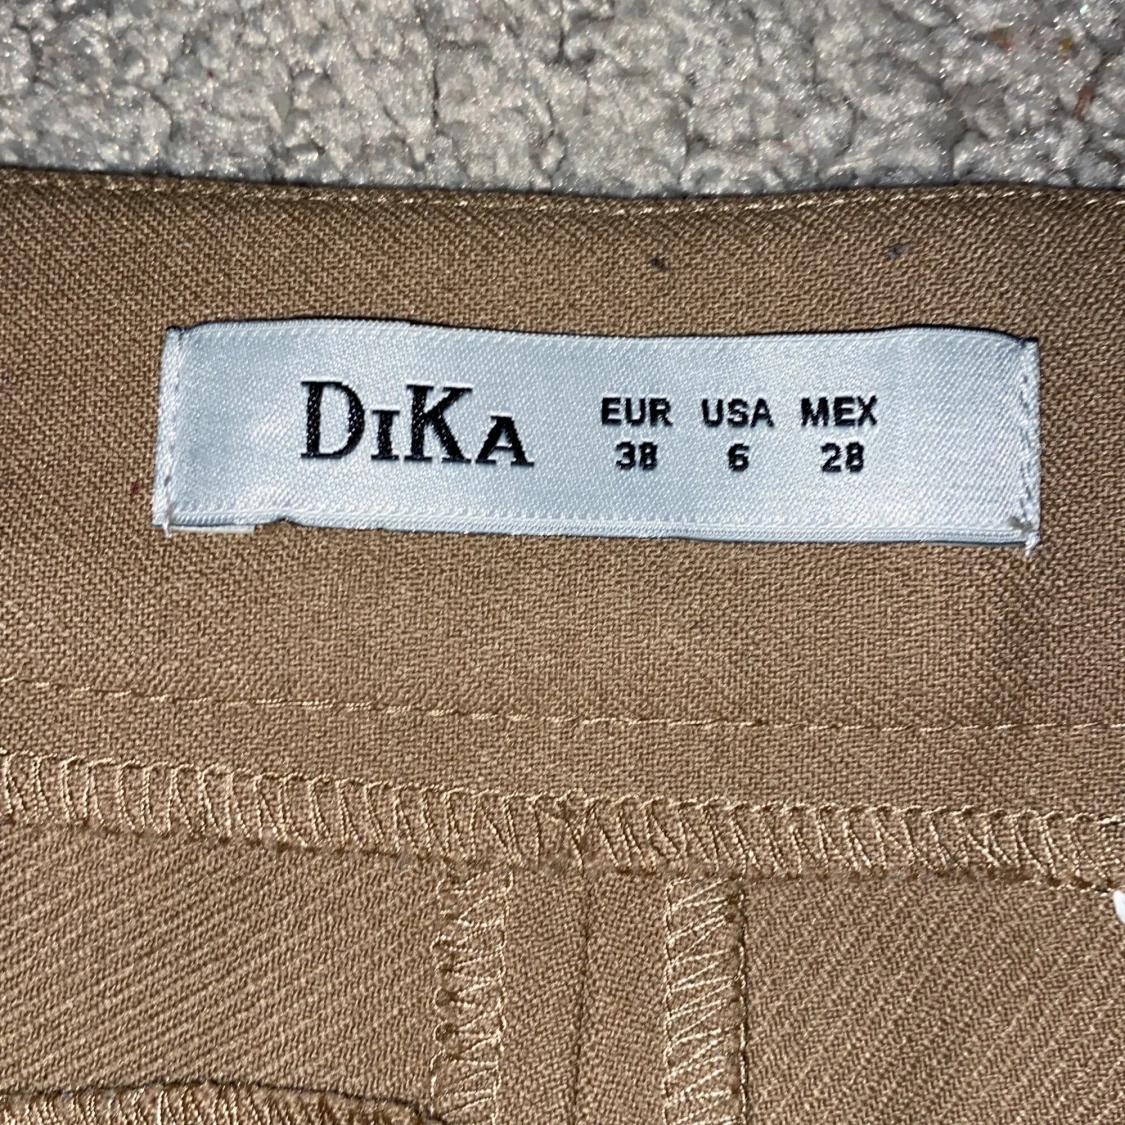 DIKA
EUR USA MEX
38 6 28